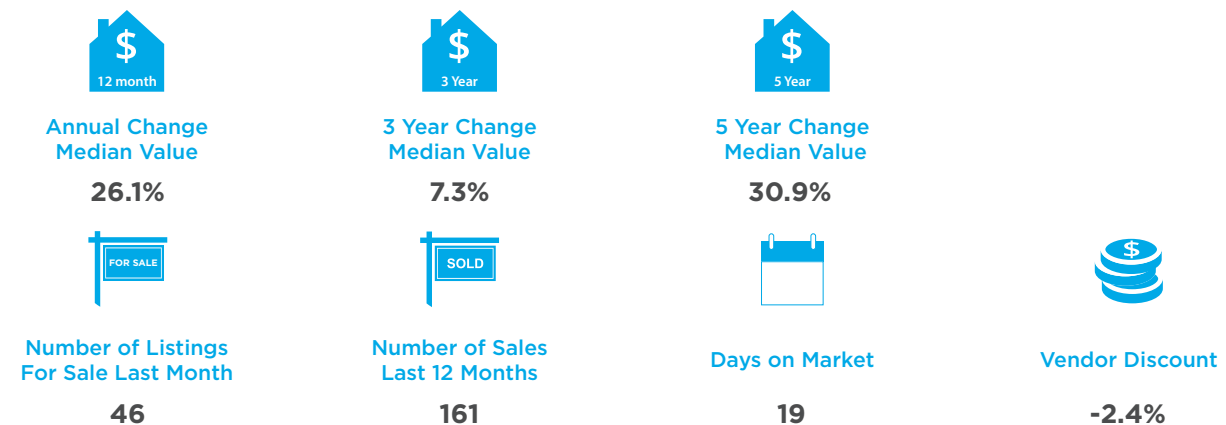 $
12 month
Annual Change
Median Value
26.1%
$
3 Year
3 Year Change
Median Value
7.3%
$
5 Year
5 Year Change
Median Value
30.9%
FOR SALE
Number of Listings
For Sale Last Month
46
SOLD
Number of Sales
Last 12 Months
161
Days on Market
19
$
Vendor Discount
-2.4%